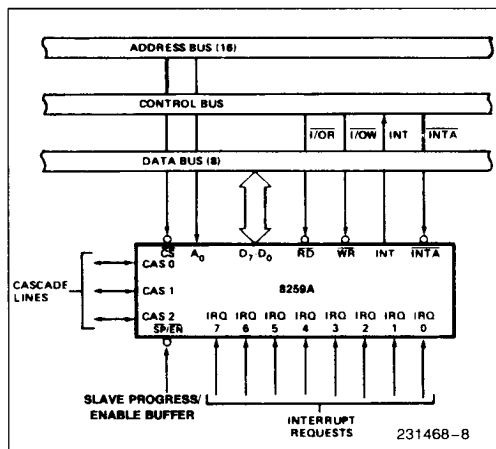 ADDRESS BUS (16)
CONTROL BUS
I/OR I/OW INT INTA
DATA BUS (8)
CS A0 D7-D0 RD WR INT INTA
CAS 0
CASCADE LINES
CAS 1
8259A
CAS 2
IRQ IRQ IRQ IRQ IRQ IRQ IRQ IRQ
SP/EN 7 6 5 4 3 2 1 0
SLAVE PROGRESS/
ENABLE BUFFER
INTERRUPT
REQUESTS
231468-8